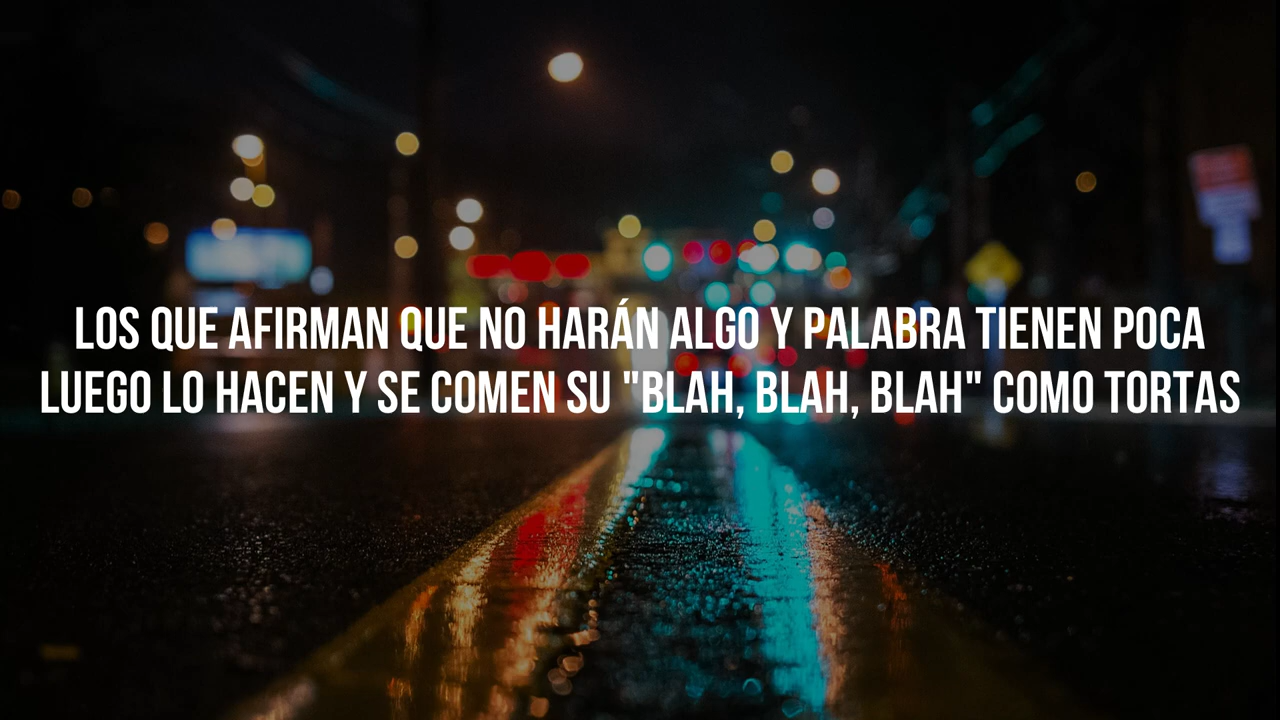 LOS QUE AFIRMAN QUE NO HARÁN ALGO Y PALABRA TIENEN POCA
LUEGO LO HACEN Y SE COMEN SU "BLAH, BLAH, BLAH" COMO TORTAS